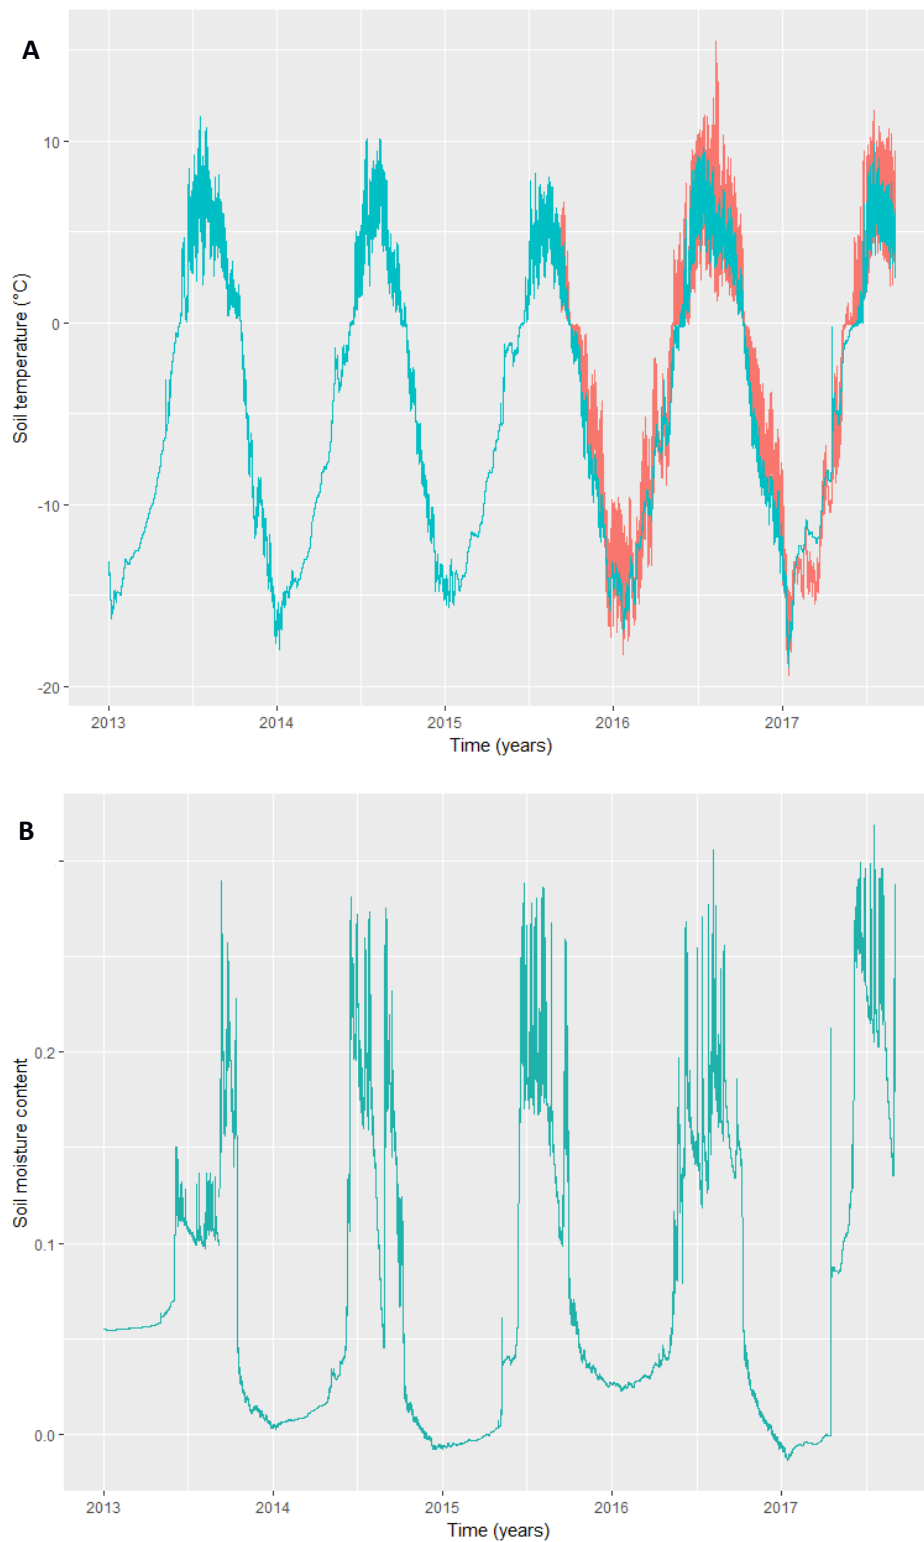 A
10
0
-10
-20
Soil temperature (°C)
2013 2014 2015 2016 2017
Time (years)
B
0.2
0.1
0.0
Soil moisture content
2013 2014 2015 2016 2017
Time (years)